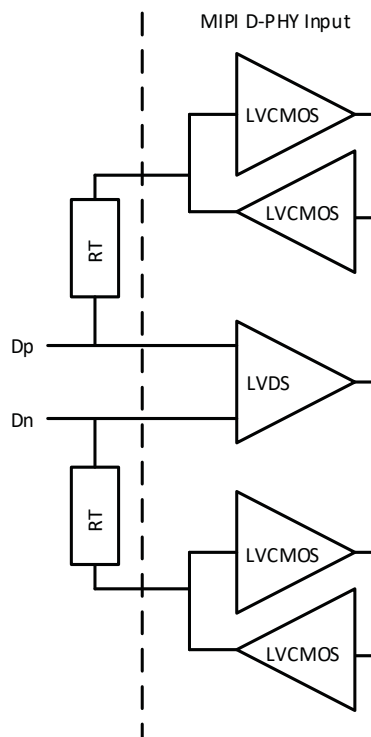 MIPI D-PHY Input
LVCMOS
LVCMOS
RT
Dp
LVDS
Dn
RT
LVCMOS
LVCMOS